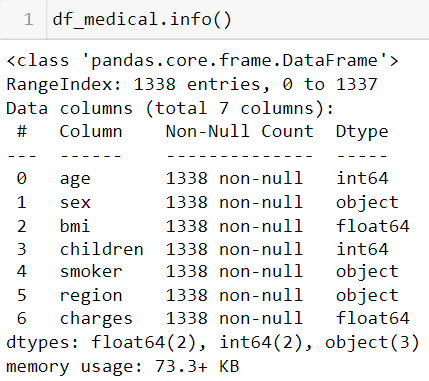 1 df_medical.info()
<class 'pandas.core.frame.DataFrame'>
RangeIndex: 1338 entries, 0 to 1337
Data columns (total 7 columns):
 #   Column    Non-Null Count  Dtype
---  ------    --------------  -----
 0   age       1338 non-null   int64
 1   sex       1338 non-null   object
 2   bmi       1338 non-null   float64
 3   children  1338 non-null   int64
 4   smoker    1338 non-null   object
 5   region    1338 non-null   object
 6   charges   1338 non-null   float64
dtypes: float64(2), int64(2), object(3)
memory usage: 73.3+ KB